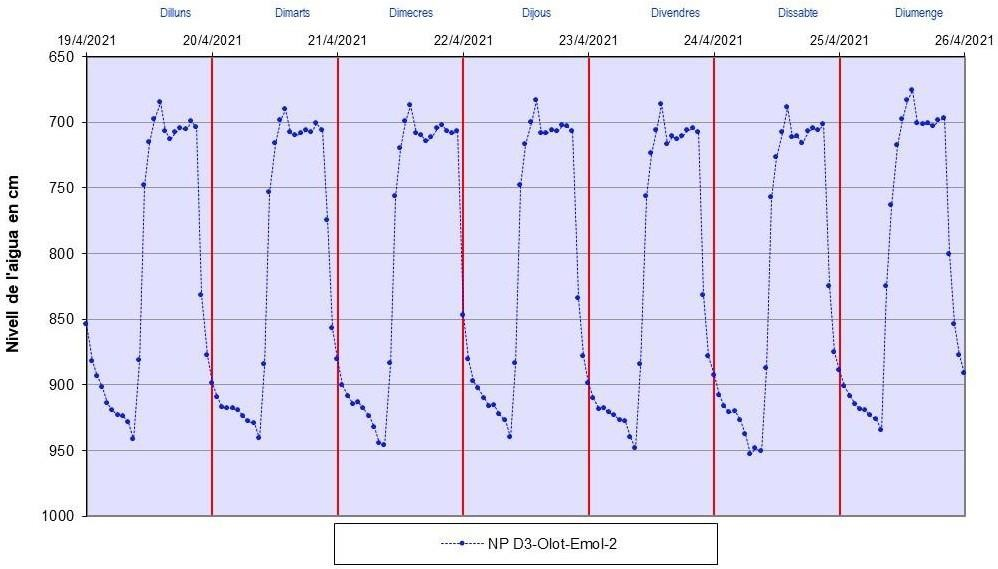 Dilluns Dimarts Dimecres Dijous Divendres Dissabte Diumenge
19/4/2021 20/4/2021 21/4/2021 22/4/2021 23/4/2021 24/4/2021 25/4/2021 26/4/2021
650
700
750
800
850
900
950
1000
Nivell de l'aigua en cm
NP D3-Olot-Emol-2